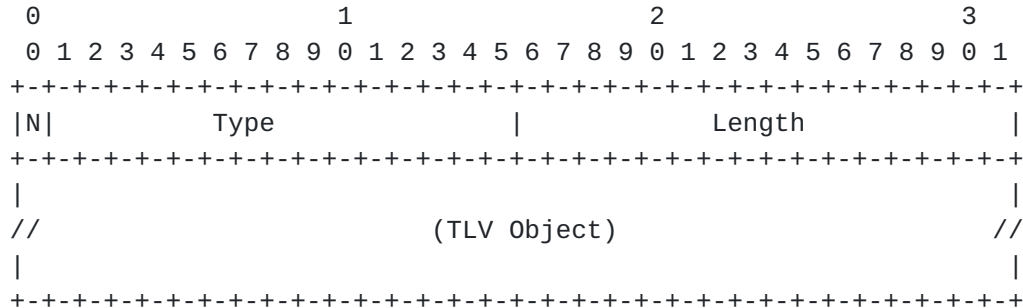 0                   1                   2                   3
 0 1 2 3 4 5 6 7 8 9 0 1 2 3 4 5 6 7 8 9 0 1 2 3 4 5 6 7 8 9 0 1
+-+-+-+-+-+-+-+-+-+-+-+-+-+-+-+-+-+-+-+-+-+-+-+-+-+-+-+-+-+-+-+-+
|N|          Type               |            Length             |
+-+-+-+-+-+-+-+-+-+-+-+-+-+-+-+-+-+-+-+-+-+-+-+-+-+-+-+-+-+-+-+-+
|                                                               |
//                         (TLV Object)                        //
|                                                               |
+-+-+-+-+-+-+-+-+-+-+-+-+-+-+-+-+-+-+-+-+-+-+-+-+-+-+-+-+-+-+-+-+